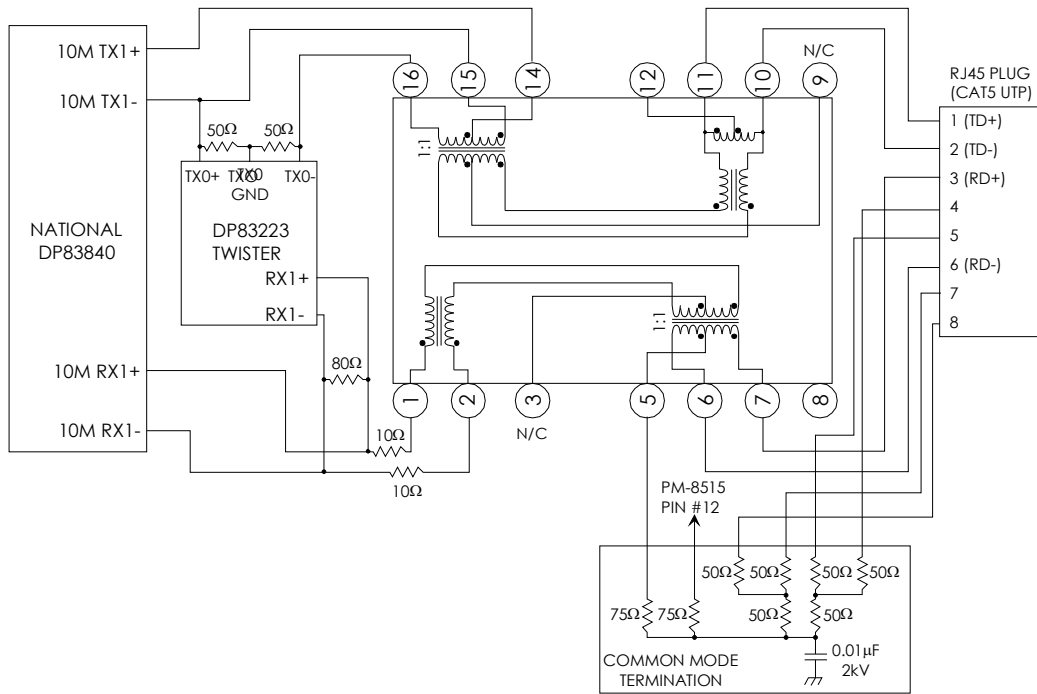 10M TX1+
10M TX1-
50Ω 50Ω
TX0+ TX0 TX0-
GND
NATIONAL
DP83840
DP83223
TWISTER
RX1+
RX1-
80Ω
10M RX1+
10M RX1-
10Ω
10Ω
16 15 14 12 11 10 9
N/C
1:1
1:1
1 2 3 5 6 7 8
N/C
RJ45 PLUG
(CAT5 UTP)
1 (TD+)
2 (TD-)
3 (RD+)
4
5
6 (RD-)
7
8
PM-8515
PIN #12
50Ω 50Ω 50Ω 50Ω
75Ω 75Ω 50Ω 50Ω
0.01µF
2kV
COMMON MODE
TERMINATION